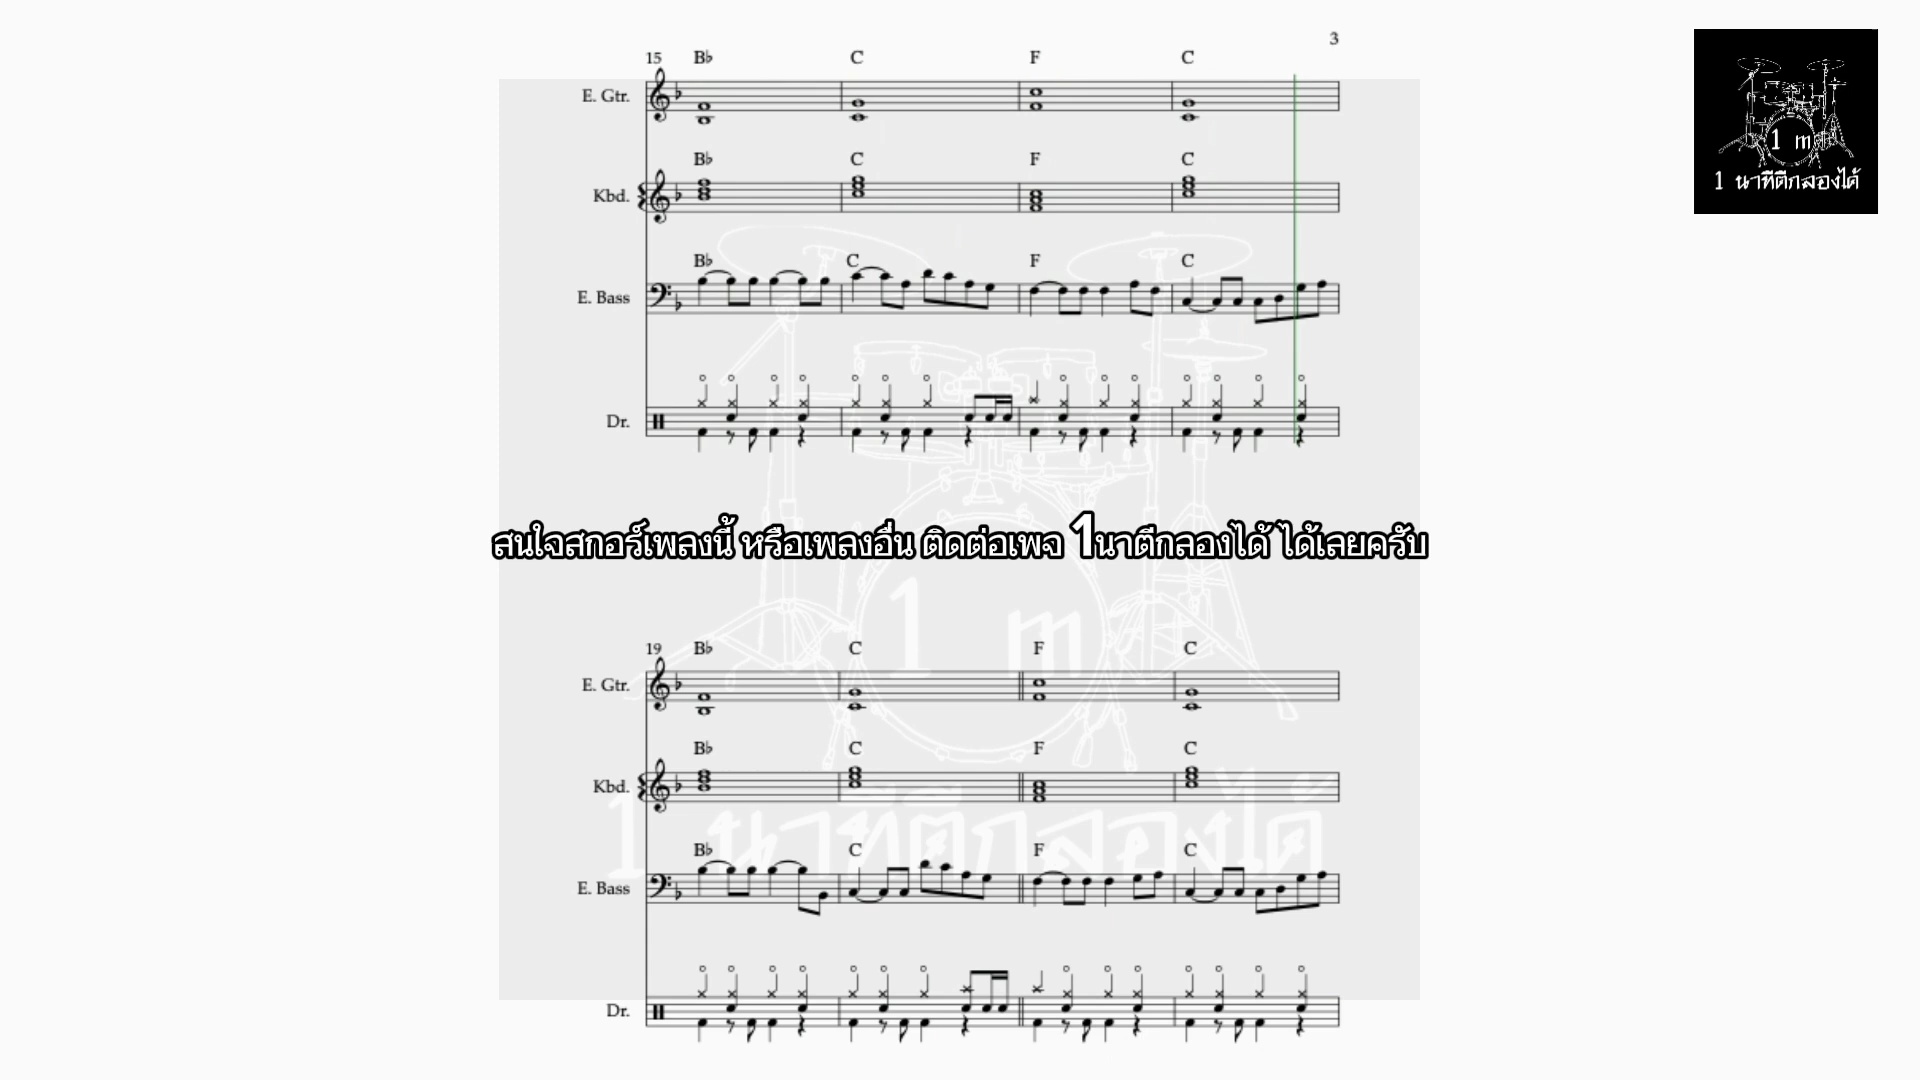 3
15 B♭ C F C
E. Gtr.
B♭ C F C
Kbd.
B♭ C F C
E. Bass
Dr.
1 m
1 นาทีตีกลองได้
สนใจสกอร์เพลงนี้ หรือเพลงอื่น ติดต่อเพจ 1นาตีกลองได้ ได้เลยครับ
1 m
19 B♭ C F C
E. Gtr.
B♭ C F C
Kbd.
1 นาทีตีกลองได้
B♭ C F C
E. Bass
Dr.